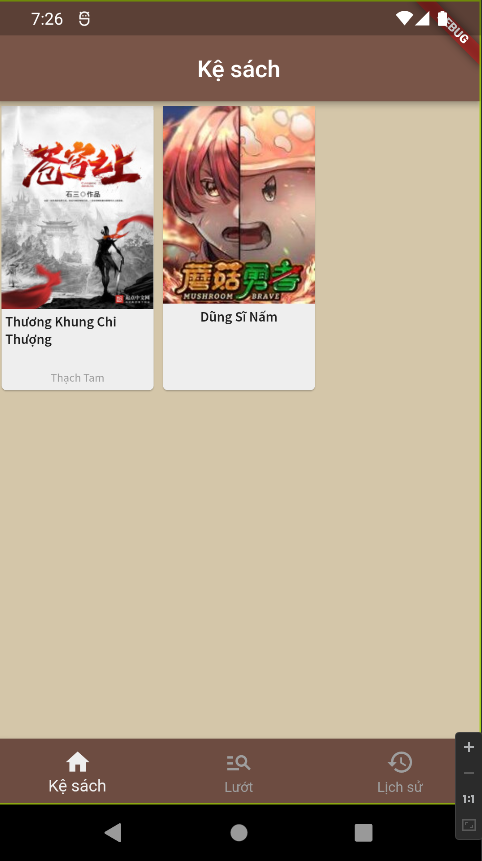 7:26
DEBUG
Kệ sách
苍穹之上
石三◎作品
Thương Khung Chi
Thượng
Thạch Tam
蘑菇勇者
MUSHROOM BRAVE
Dũng Sĩ Nấm
Kệ sách
Lướt
Lịch sử
1:1